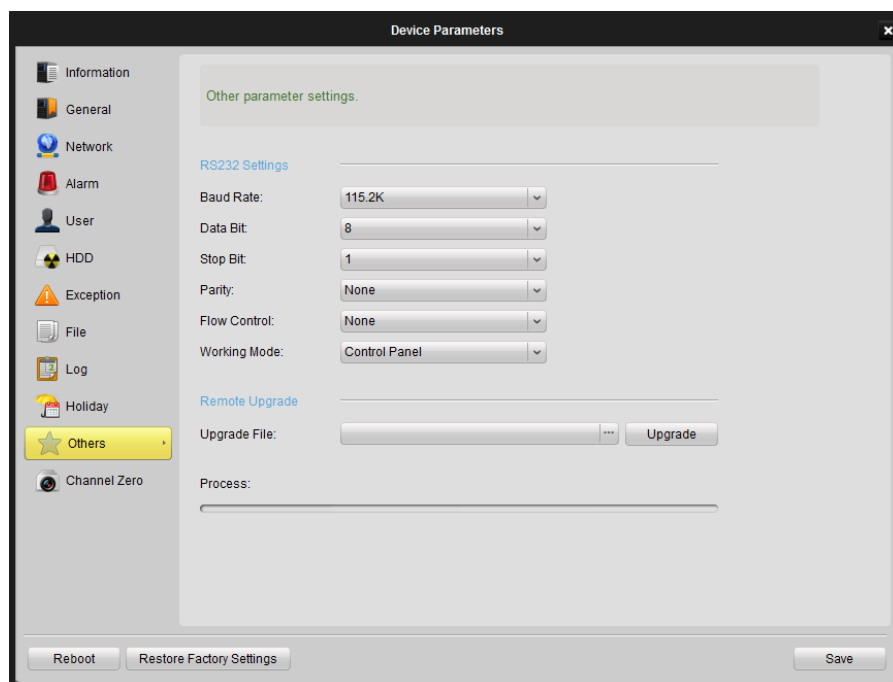 Device Parameters
Information
General
Network
Alarm
User
HDD
Exception
File
Log
Holiday
Others
Channel Zero
Other parameter settings.
RS232 Settings
Baud Rate: 115.2K
Data Bit: 8
Stop Bit: 1
Parity: None
Flow Control: None
Working Mode: Control Panel
Remote Upgrade
Upgrade File: ... Upgrade
Process:
Reboot Restore Factory Settings Save